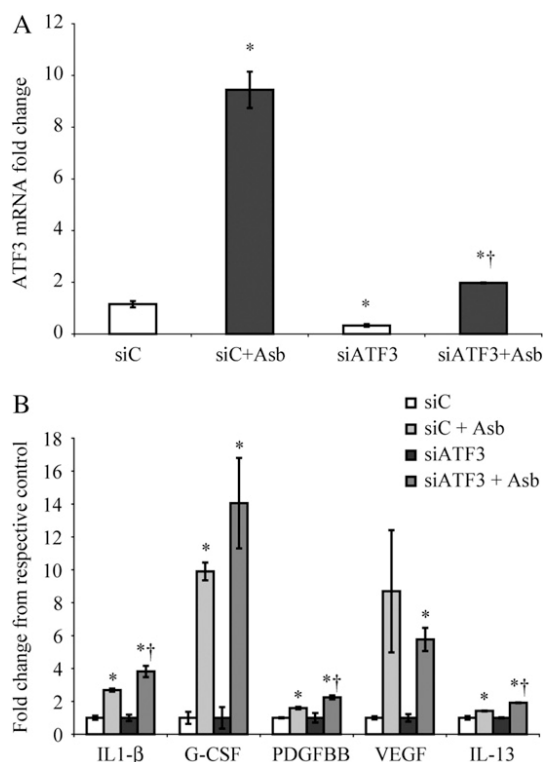 A
ATF3 mRNA fold change
12
10
8
6
4
2
0
*
*
*†
siC
siC+Asb
siATF3
siATF3+Asb
B
siC
siC + Asb
siATF3
siATF3 + Asb
Fold change from respective control
18
16
14
12
10
8
6
4
2
0
*
*†
*
*
*
*†
*
*
*†
IL1-β
G-CSF
PDGFBB
VEGF
IL-13